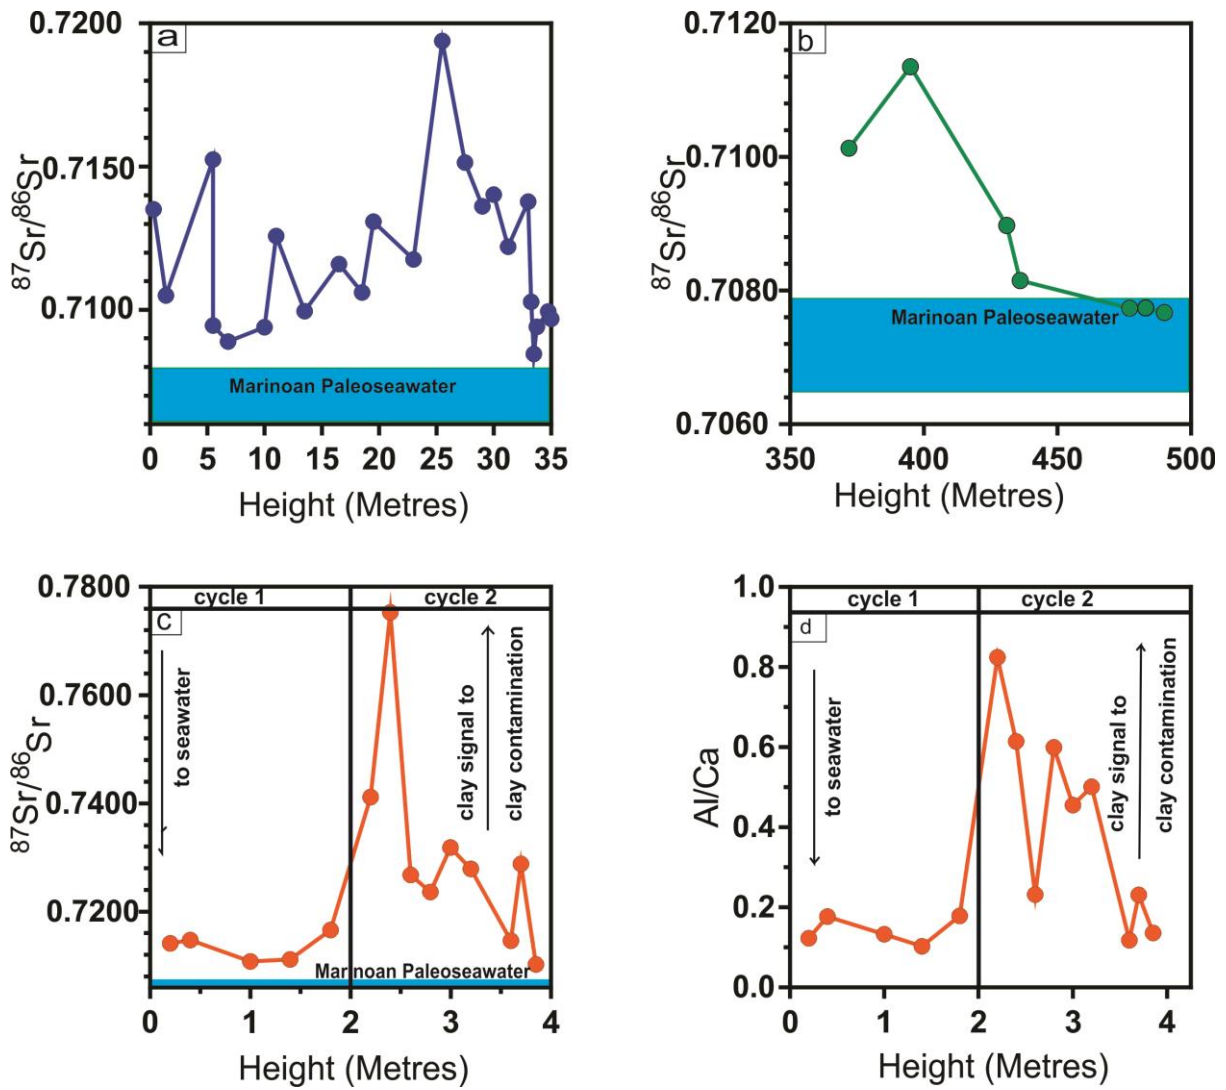 a
0.7200
0.7150
0.7100
87Sr/86Sr
Marinoan Paleoseawater
0 5 10 15 20 25 30 35
Height (Metres)
b
0.7120
0.7100
0.7080
0.7060
87Sr/86Sr
Marinoan Paleoseawater
350 400 450 500
Height (Metres)
c
cycle 1 cycle 2
0.7800
0.7600
0.7400
0.7200
87Sr/86Sr
to seawater
clay signal to
clay contamination
Marinoan Paleoseawater
0 1 2 3 4
Height (Metres)
d
cycle 1 cycle 2
1.0
0.8
0.6
0.4
0.2
0.0
Al/Ca
to seawater
clay signal to
clay contamination
0 1 2 3 4
Height (Metres)